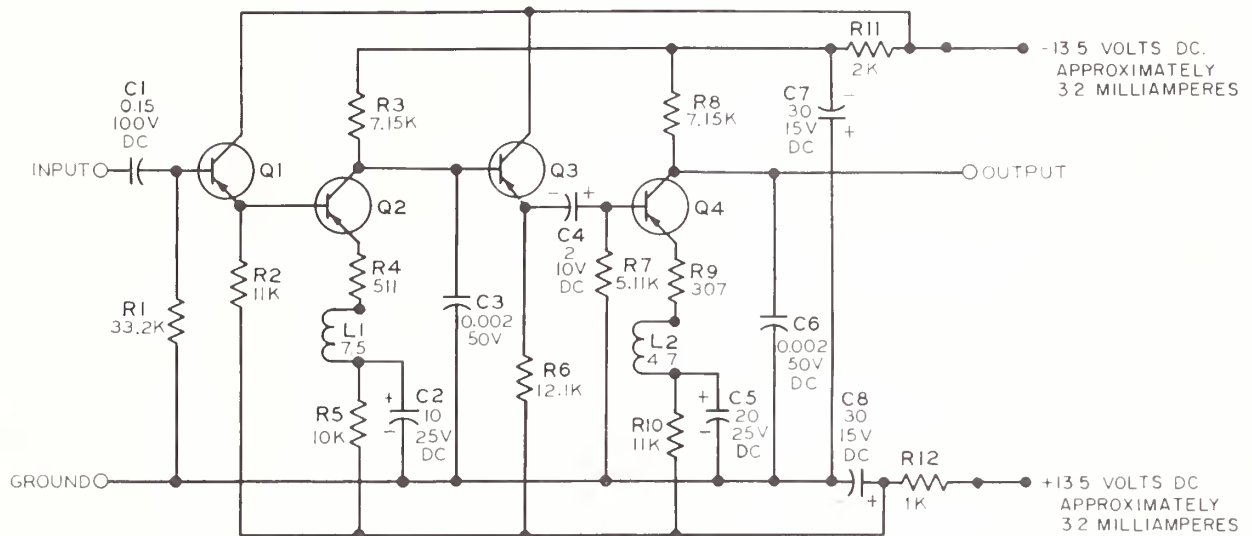 R11
2K
-13.5 VOLTS DC.
APPROXIMATELY
3.2 MILLIAMPERES
C1
0.15
100V
DC
R3
7.15K
R8
7.15K
C7
30
15V
DC
-
+
INPUT
Q1
Q3
OUTPUT
Q2
Q4
-
+
C4
2
10V
DC
R2
11K
R4
511
R7
5.11K
R9
307
R1
33.2K
C3
0.002
50V
L1
7.5
L2
4.7
C6
0.002
50V
DC
R6
12.1K
R5
10K
+
-
C2
10
25V
DC
R10
11K
+
-
C5
20
25V
DC
C8
30
15V
DC
+
R12
1K
GROUND
+13.5 VOLTS DC
APPROXIMATELY
3.2 MILLIAMPERES